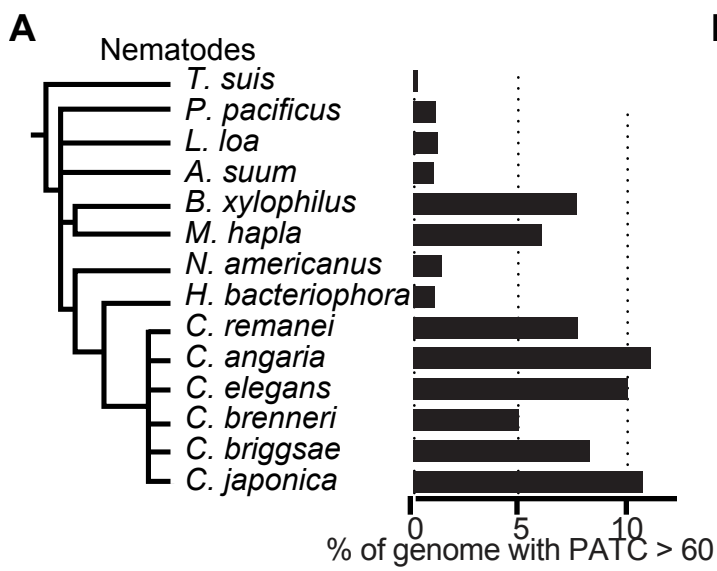 A
Nematodes
T. suis
P. pacificus
L. loa
A. suum
B. xylophilus
M. hapla
N. americanus
H. bacteriophora
C. remanei
C. angaria
C. elegans
C. brenneri
C. briggsae
C. japonica
0 5 10
% of genome with PATC > 60